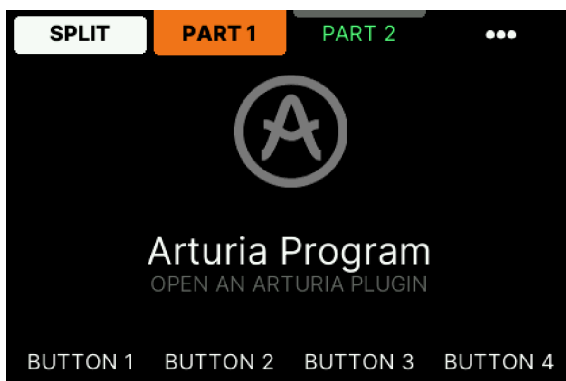 SPLIT PART 1 PART 2 •••
Arturia Program
OPEN AN ARTURIA PLUGIN
BUTTON 1 BUTTON 2 BUTTON 3 BUTTON 4